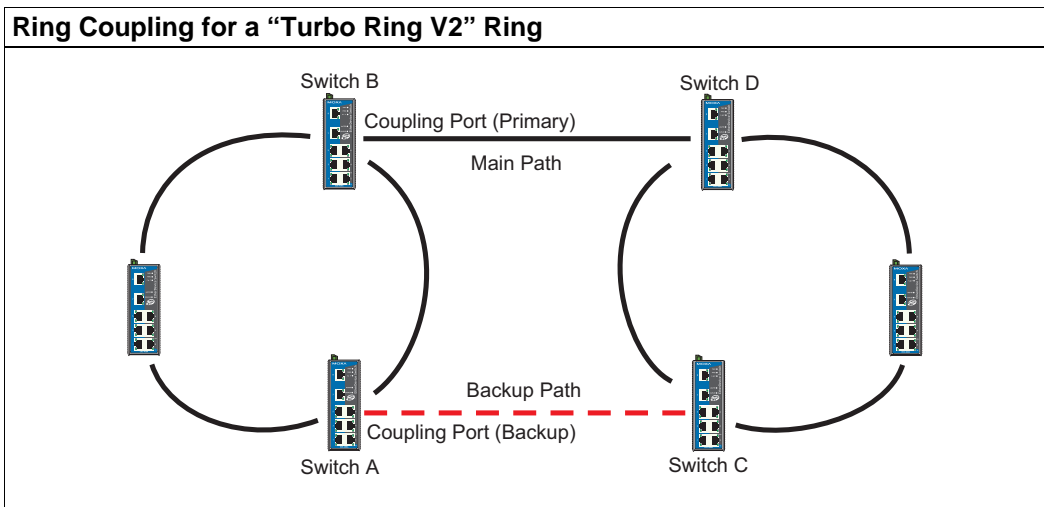 Ring Coupling for a “Turbo Ring V2” Ring
Switch B
Switch D
Coupling Port (Primary)
Main Path
Backup Path
Coupling Port (Backup)
Switch A
Switch C